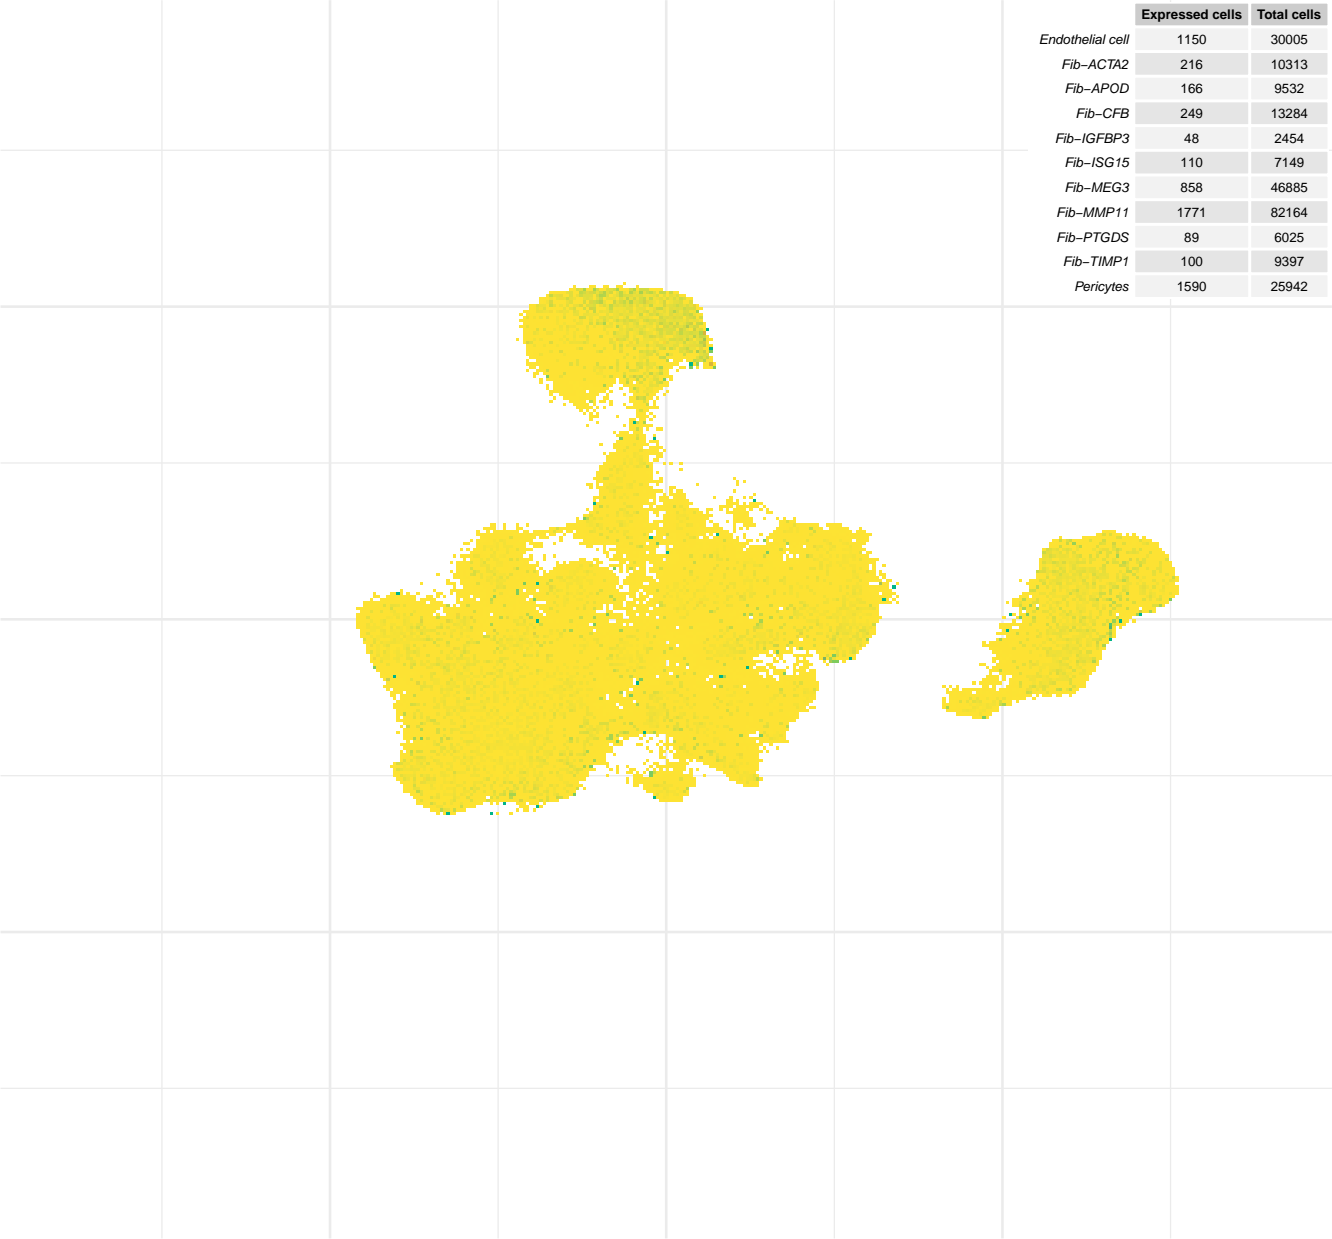 Expressed cells Total cells
Endothelial cell 1150 30005
Fib−ACTA2 216 10313
Fib−APOD 166 9532
Fib−CFB 249 13284
Fib−IGFBP3 48 2454
Fib−ISG15 110 7149
Fib−MEG3 858 46885
Fib−MMP11 1771 82164
Fib−PTGDS 89 6025
Fib−TIMP1 100 9397
Pericytes 1590 25942